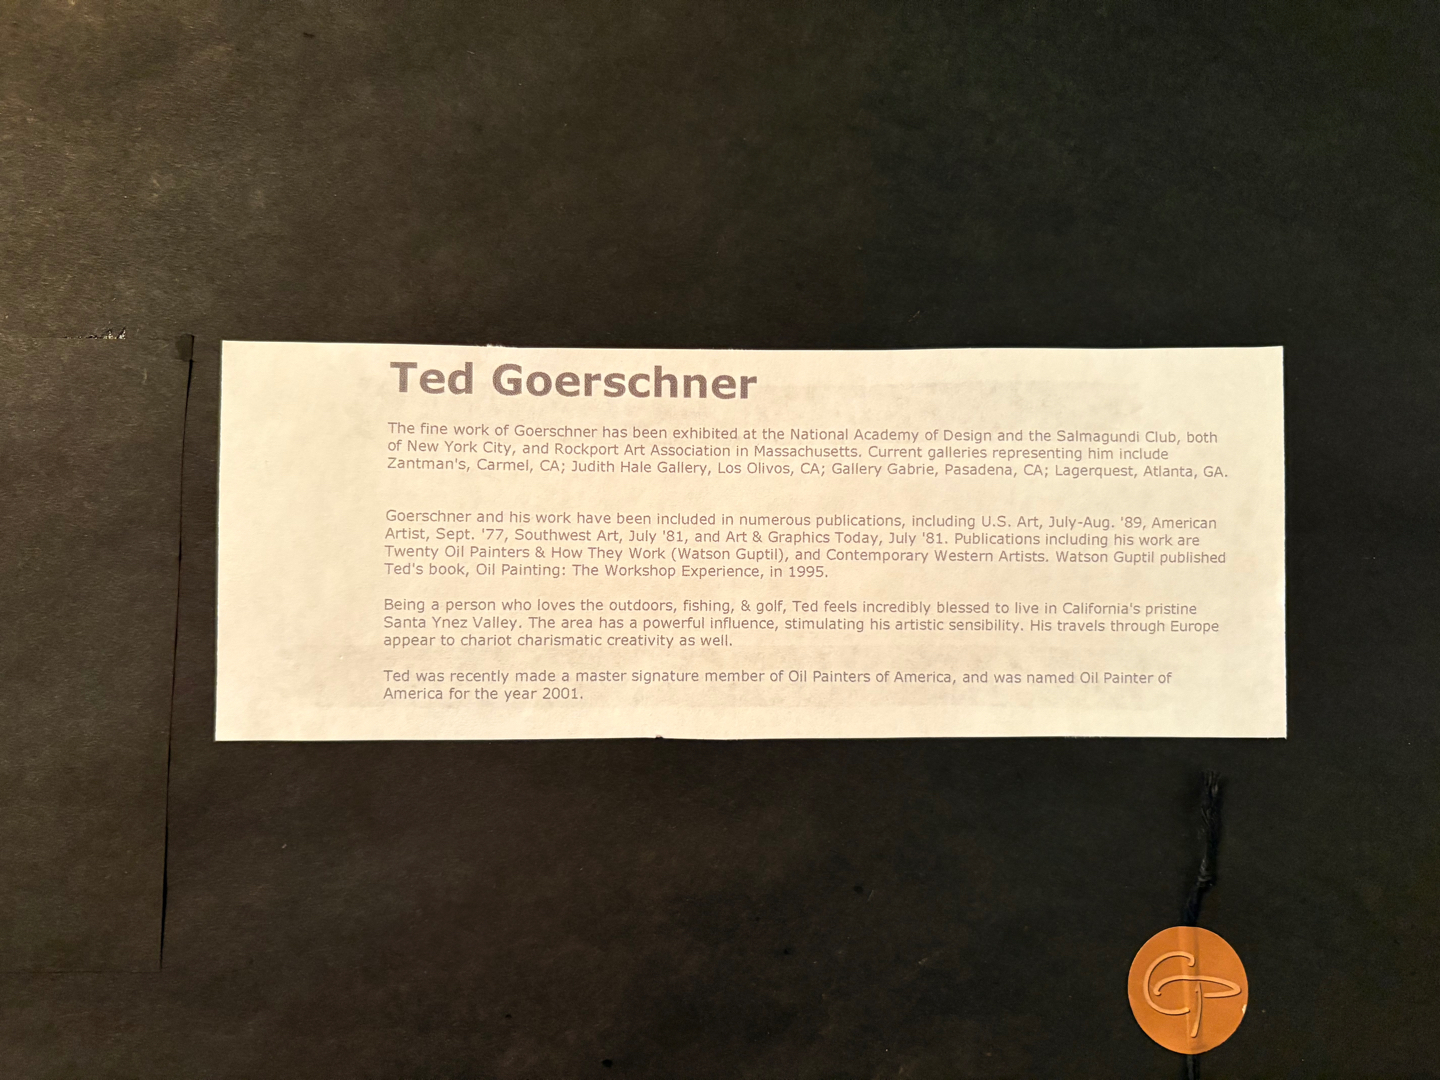 Ted Goerschner
The fine work of Goerschner has been exhibited at the National Academy of Design and the Salmagundi Club, both
of New York City, and Rockport Art Association in Massachusetts. Current galleries representing him include
Zantman's, Carmel, CA; Judith Hale Gallery, Los Olivos, CA; Gallery Gabrie, Pasadena, CA; Lagerquest, Atlanta, GA.
Goerschner and his work have been included in numerous publications, including U.S. Art, July-Aug. '89, American
Artist, Sept. '77, Southwest Art, July '81, and Art & Graphics Today, July '81. Publications including his work are
Twenty Oil Painters & How They Work (Watson Guptil), and Contemporary Western Artists. Watson Guptil published
Ted's book, Oil Painting: The Workshop Experience, in 1995.
Being a person who loves the outdoors, fishing, & golf, Ted feels incredibly blessed to live in California's pristine
Santa Ynez Valley. The area has a powerful influence, stimulating his artistic sensibility. His travels through Europe
appear to chariot charismatic creativity as well.
Ted was recently made a master signature member of Oil Painters of America, and was named Oil Painter of
America for the year 2001.